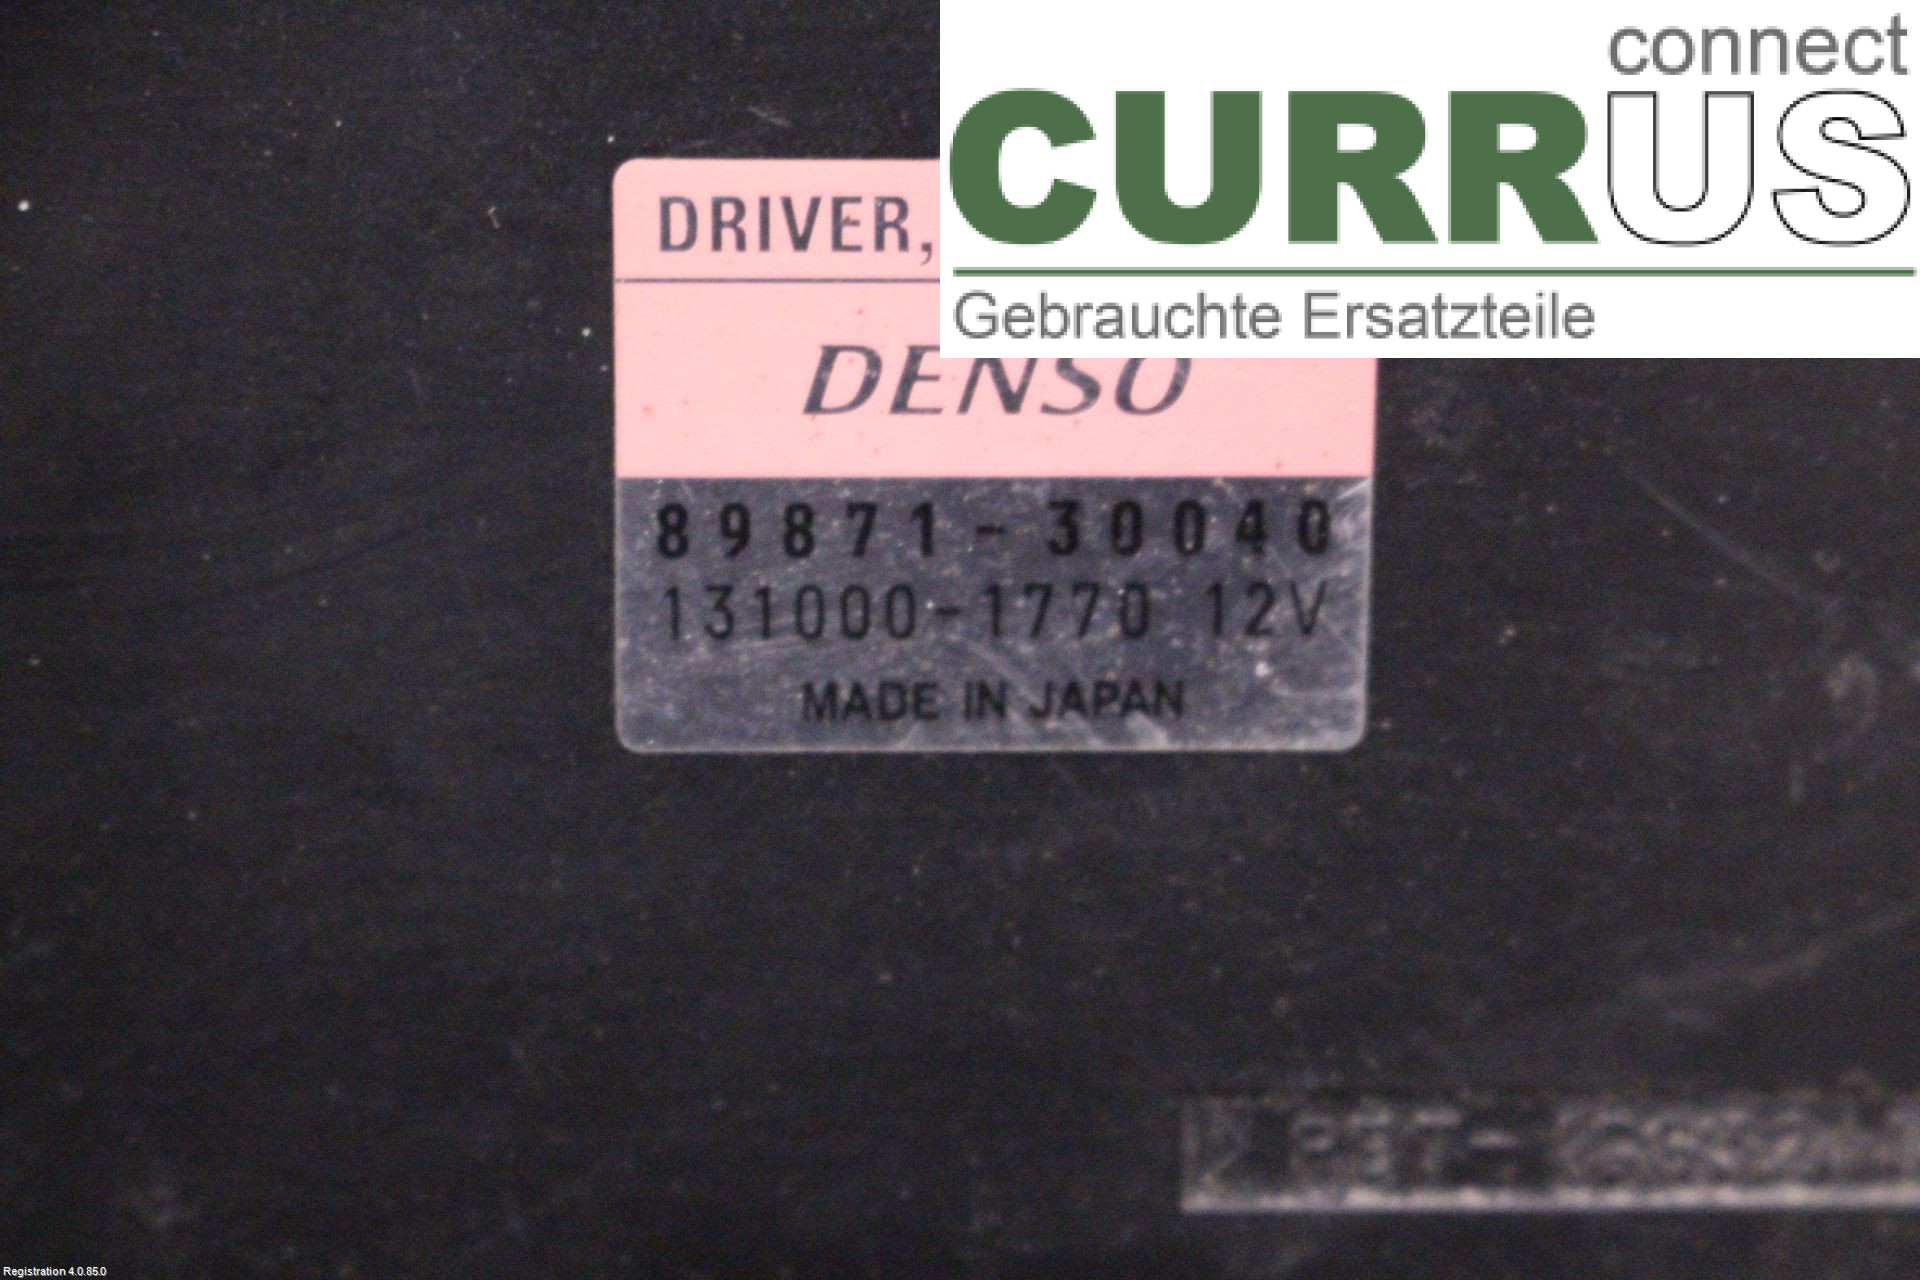 connect
CURRUS
Gebrauchte Ersatzteile
DRIVER,
DENSO
89871-30040
131000-1770 12V
MADE IN JAPAN
Registration 4.0.85.0